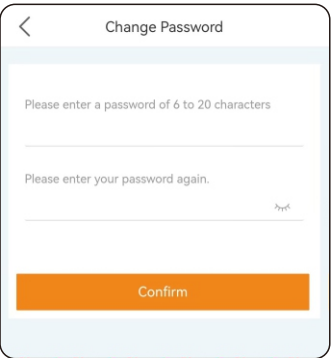 Change Password
Please enter a password of 6 to 20 characters
Please enter your password again.
Confirm